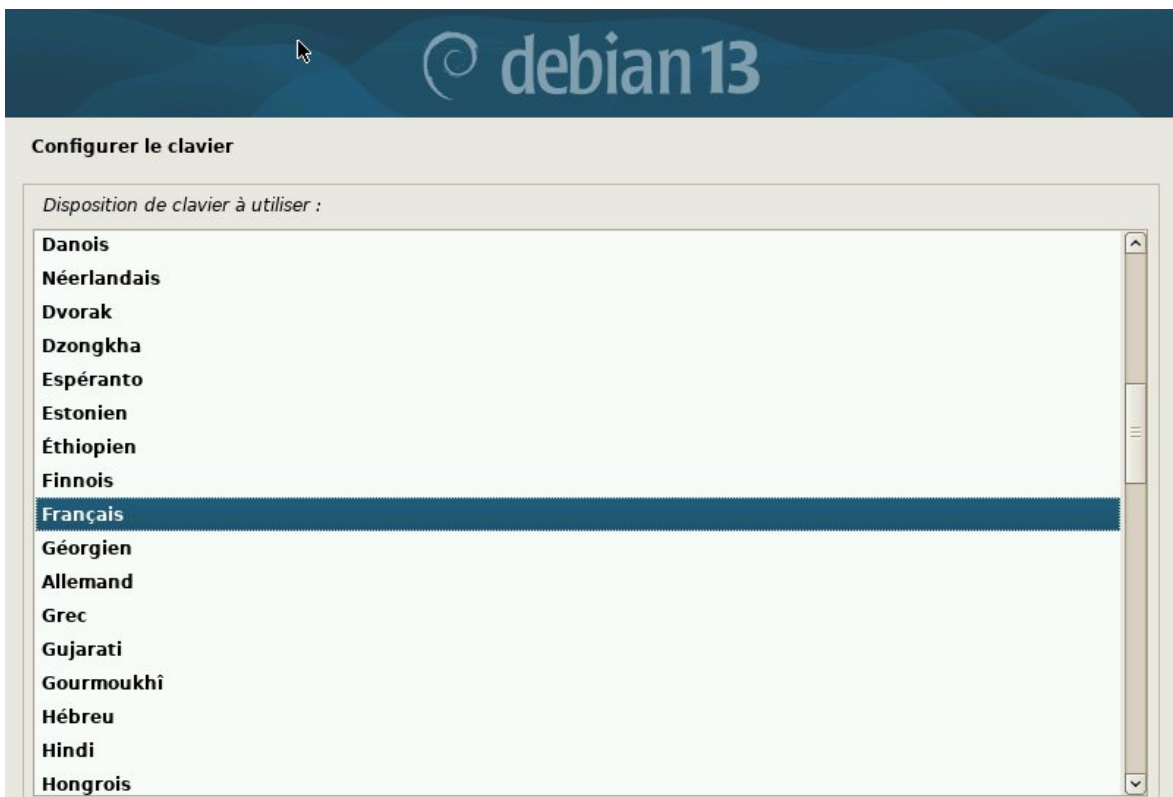 debian 13
Configurer le clavier
Disposition de clavier à utiliser :
Danois
Néerlandais
Dvorak
Dzongkha
Espéranto
Estonien
Éthiopien
Finnois
Français
Géorgien
Allemand
Grec
Gujarati
Gourmoukhî
Hébreu
Hindi
Hongrois